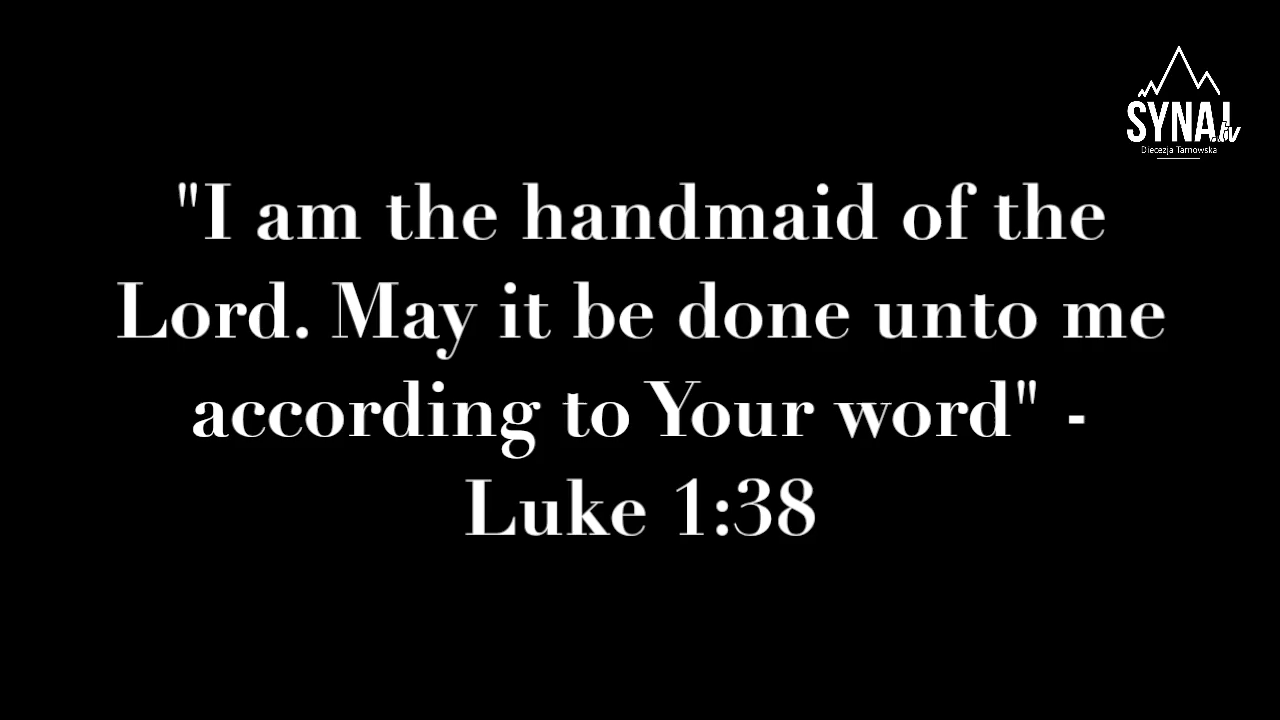 SYNAJ.tv
Diecezja Tarnowska
"I am the handmaid of the
Lord. May it be done unto me
according to Your word" -
Luke 1:38